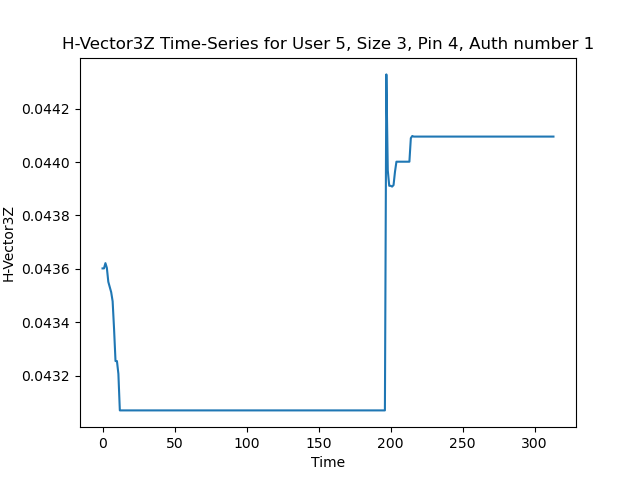 H-Vector3Z Time-Series for User 5, Size 3, Pin 4, Auth number 1
0.0442
0.0440
0.0438
0.0436
0.0434
0.0432
H-Vector3Z
0 50 100 150 200 250 300
Time